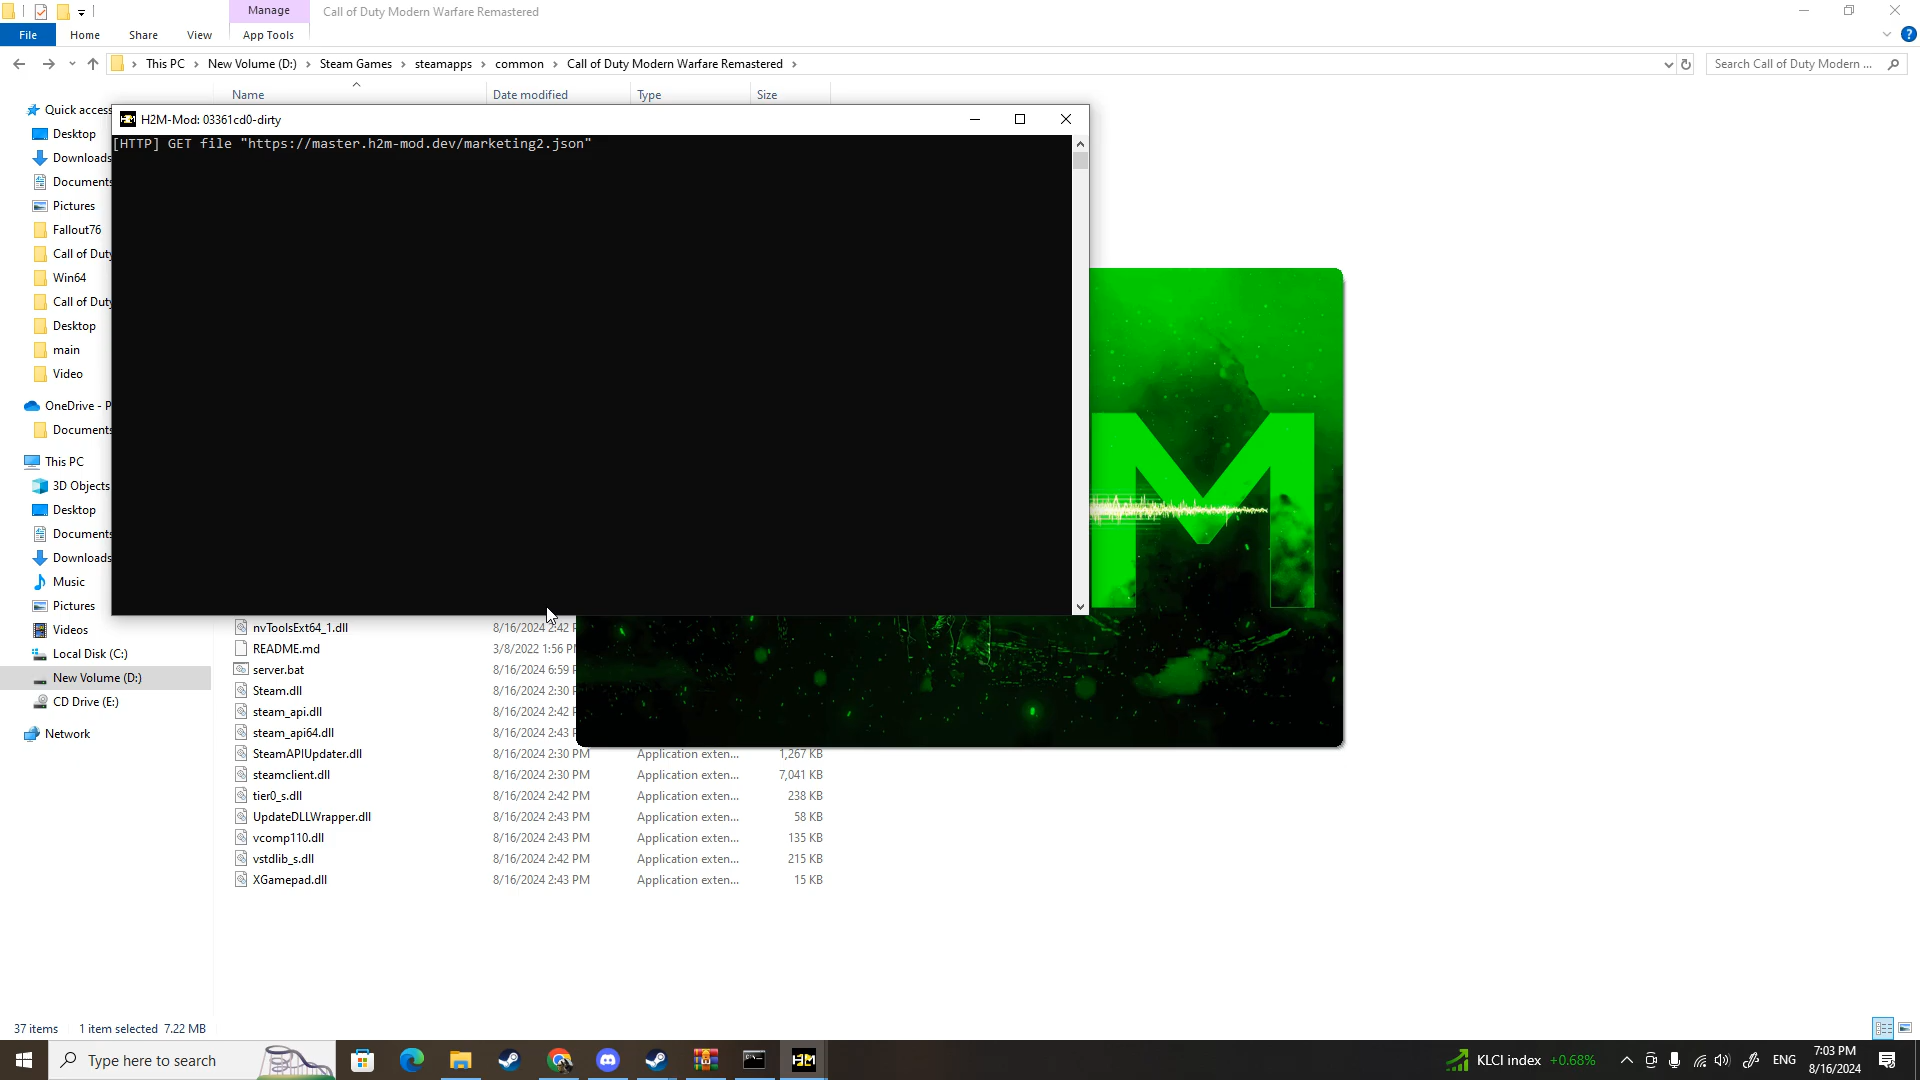 Manage
Call of Duty Modern Warfare Remastered
File
Home
Share
View
App Tools
This PC
New Volume (D:)
Steam Games
steamapps
common
Call of Duty Modern Warfare Remastered
Search Call of Duty Modern ...
Name
Date modified
Type
Size
Quick access
Desktop
Downloads
Documents
Pictures
Fallout76
Call of Duty
Win64
Call of Duty
Desktop
main
Video
OneDrive - P
Documents
This PC
3D Objects
Desktop
Documents
Downloads
Music
Pictures
Videos
Local Disk (C:)
New Volume (D:)
CD Drive (E:)
Network
H2M-Mod: 03361cd0-dirty
[HTTP] GET file "https://master.h2m-mod.dev/marketing2.json"
M
nvToolsExt64_1.dll 8/16/2024 2:42 P
README.md 3/8/2022 1:56 PM
server.bat 8/16/2024 6:59 P
Steam.dll 8/16/2024 2:30 P
steam_api.dll 8/16/2024 2:42 P
steam_api64.dll 8/16/2024 2:43 P
SteamAPIUpdater.dll 8/16/2024 2:30 PM Application exten... 1,267 KB
steamclient.dll 8/16/2024 2:30 PM Application exten... 7,041 KB
tier0_s.dll 8/16/2024 2:42 PM Application exten... 238 KB
UpdateDLLWrapper.dll 8/16/2024 2:43 PM Application exten... 58 KB
vcomp110.dll 8/16/2024 2:43 PM Application exten... 135 KB
vstdlib_s.dll 8/16/2024 2:42 PM Application exten... 215 KB
XGamepad.dll 8/16/2024 2:43 PM Application exten... 15 KB
37 items
1 item selected 7.22 MB
Type here to search
H2M
KLCI index +0.68%
ENG
7:03 PM
8/16/2024